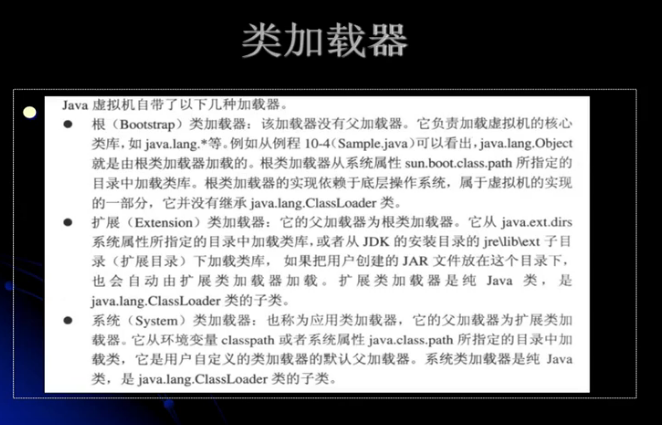 类加载器
Java 虚拟机自带了以下几种加载器。
● 根（Bootstrap）类加载器：该加载器没有父加载器。它负责加载虚拟机的核心
类库，如 java.lang.*等。例如从例程 10-4（Sample.java）可以看出，java.lang.Object
就是由根类加载器加载的。根类加载器从系统属性 sun.boot.class.path 所指定的
目录中加载类库。根类加载器的实现依赖于底层操作系统，属于虚拟机的实现
的一部分，它并没有继承 java.lang.ClassLoader 类。
● 扩展（Extension）类加载器：它的父加载器为根类加载器。它从 java.ext.dirs
系统属性所指定的目录中加载类库，或者从 JDK 的安装目录的 jre\lib\ext 子目
录（扩展目录）下加载类库，如果把用户创建的 JAR 文件放在这个目录下，
也会自动由扩展类加载器加载。扩展类加载器是纯 Java 类，是
java.lang.ClassLoader 类的子类。
● 系统（System）类加载器：也称为应用类加载器，它的父加载器为扩展类加
载器。它从环境变量 classpath 或者系统属性 java.class.path 所指定的目录中加
载类，它是用户自定义的类加载器的默认父加载器。系统类加载器是纯 Java
类，是 java.lang.ClassLoader 类的子类。